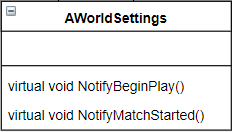 AWorldSettings
virtual void NotifyBeginPlay()
virtual void NotifyMatchStarted()